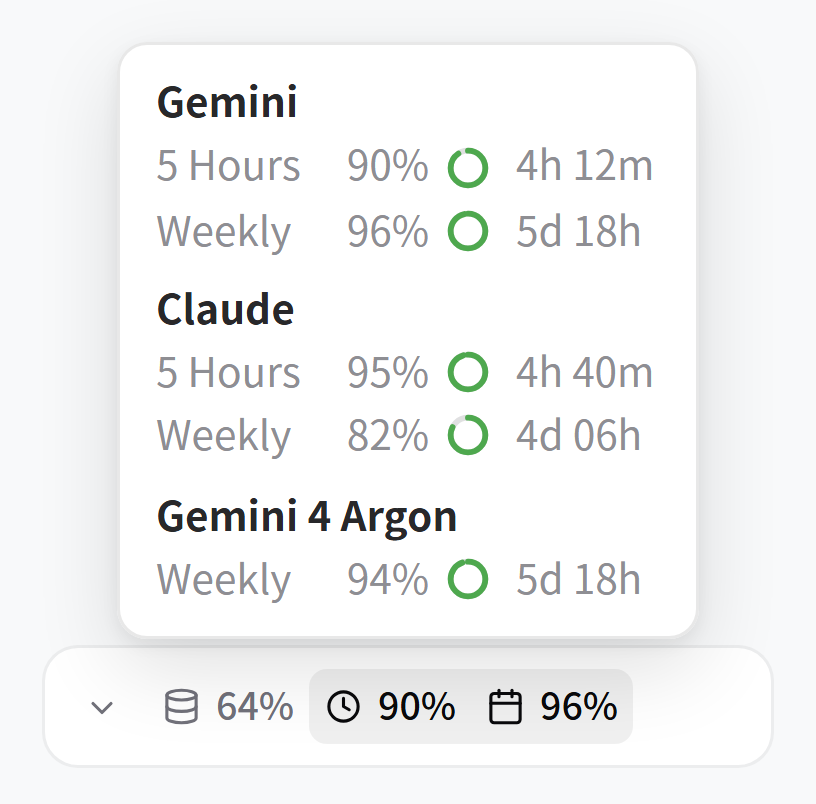 Gemini
5 Hours 90% 4h 12m
Weekly 96% 5d 18h
Claude
5 Hours 95% 4h 40m
Weekly 82% 4d 06h
Gemini 4 Argon
Weekly 94% 5d 18h
64% 90% 96%